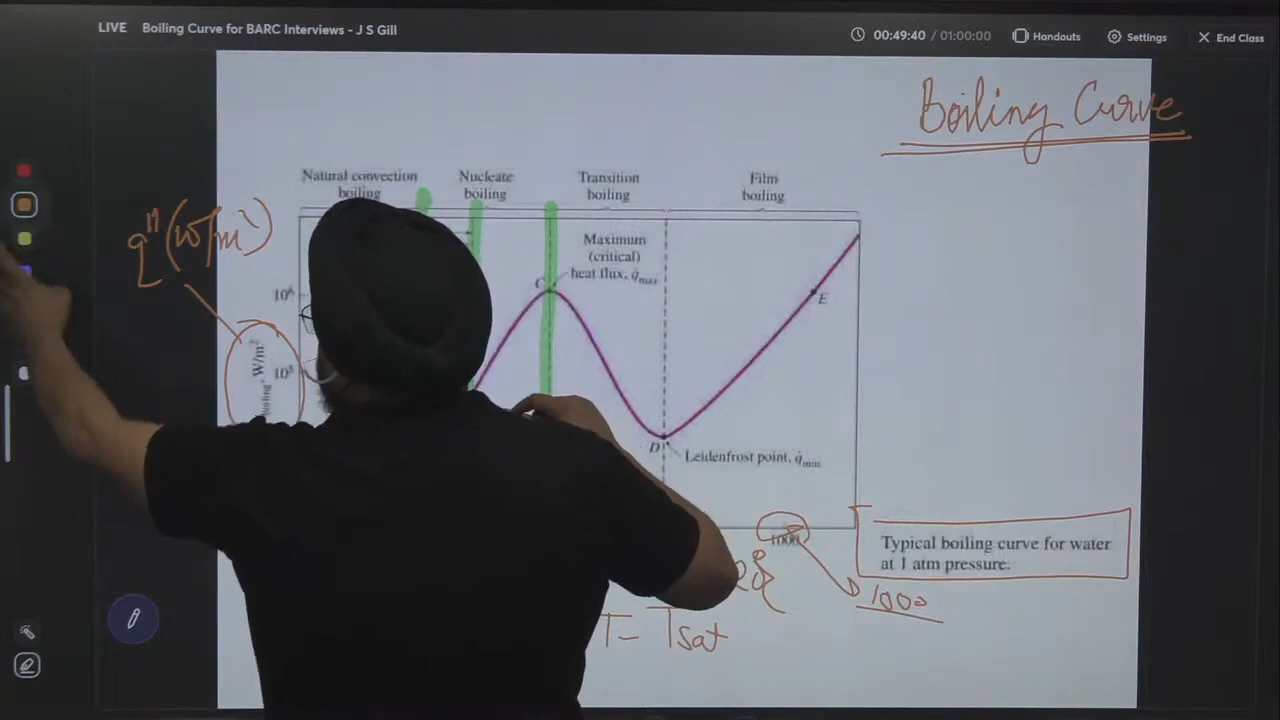 LIVE Boiling Curve for BARC Interviews - J S Gill
00:49:40 / 01:00:00 Handouts Settings End Class
Boiling Curve
Natural convection
boiling
Nucleate
boiling
Transition
boiling
Film
boiling
q" (W/m²)
Maximum
(critical)
heat flux, q̇max
C
E
10⁶
10⁵
boiling, W/m²
D
Leidenfrost point, q̇min
1000
Typical boiling curve for water
at 1 atm pressure.
1000
T - Tsat